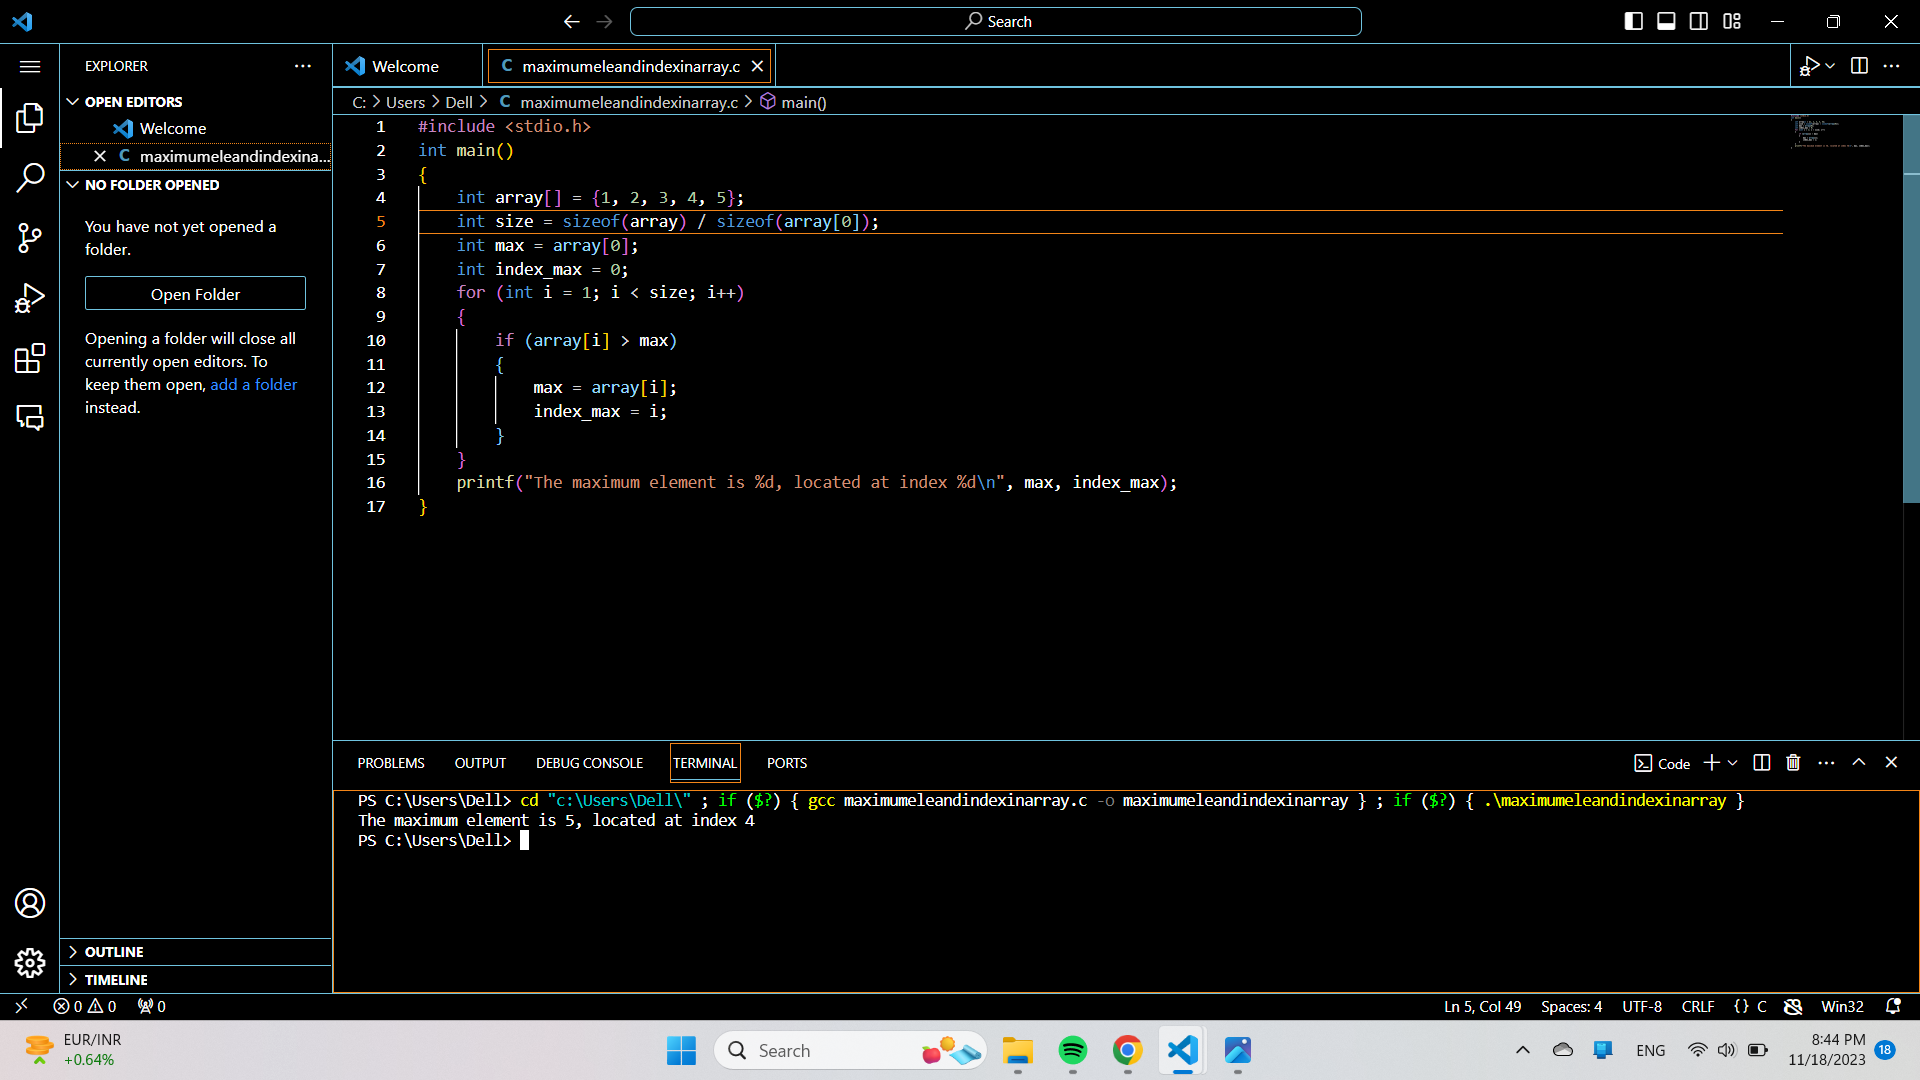 Search
EXPLORER
OPEN EDITORS
Welcome
maximumeleandindexina...
NO FOLDER OPENED
You have not yet opened a
folder.
Open Folder
Opening a folder will close all
currently open editors. To
keep them open, add a folder
instead.
OUTLINE
TIMELINE
Welcome
C maximumeleandindexinarray.c
C: > Users > Dell > C maximumeleandindexinarray.c > main()
1 #include <stdio.h>
2 int main()
3 {
4 int array[] = {1, 2, 3, 4, 5};
5 int size = sizeof(array) / sizeof(array[0]);
6 int max = array[0];
7 int index_max = 0;
8 for (int i = 1; i < size; i++)
9 {
10 if (array[i] > max)
11 {
12 max = array[i];
13 index_max = i;
14 }
15 }
16 printf("The maximum element is %d, located at index %d\n", max, index_max);
17 }
PROBLEMS OUTPUT DEBUG CONSOLE TERMINAL PORTS
Code
PS C:\Users\Dell> cd "c:\Users\Dell\" ; if ($?) { gcc maximumeleandindexinarray.c -o maximumeleandindexinarray } ; if ($?) { .\maximumeleandindexinarray }
The maximum element is 5, located at index 4
PS C:\Users\Dell>
0 0 0
Ln 5, Col 49 Spaces: 4 UTF-8 CRLF {} C Win32
EUR/INR
+0.64%
Search
ENG
8:44 PM
11/18/2023
18